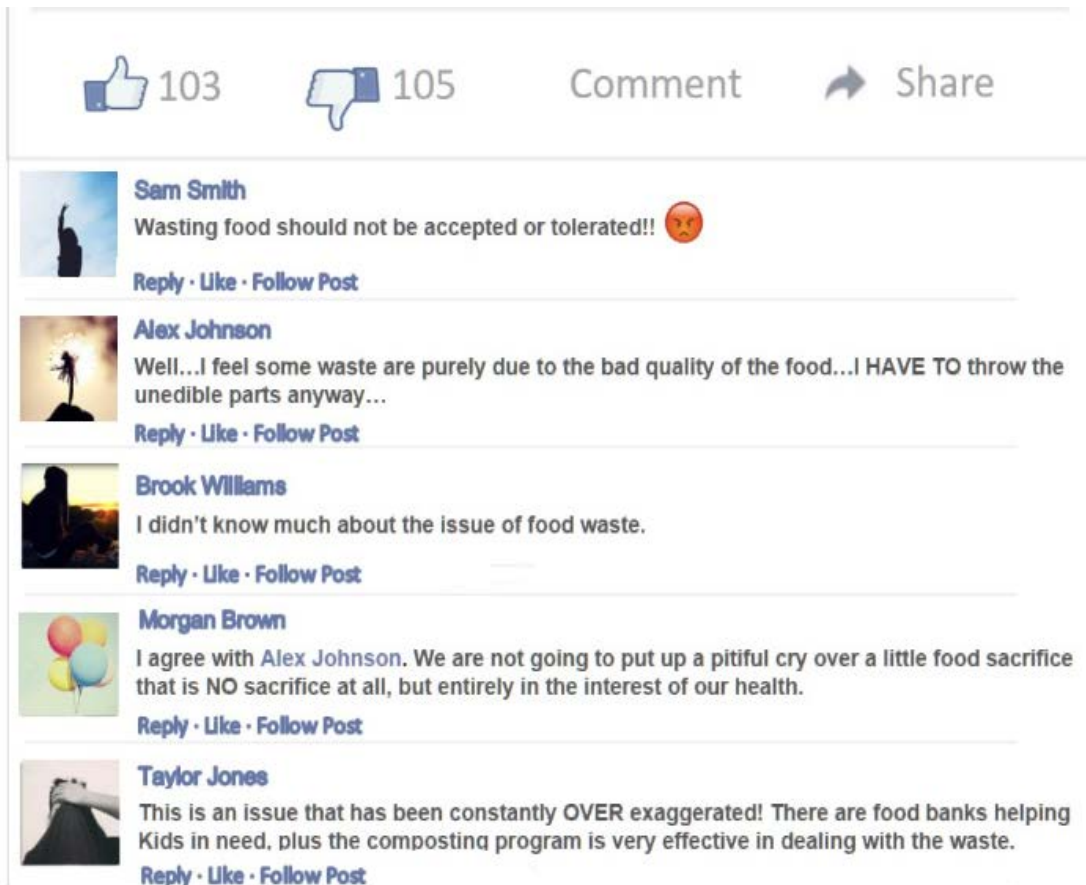 103 105 Comment Share
Sam Smith
Wasting food should not be accepted or tolerated!!
Reply · Like · Follow Post
Alex Johnson
Well...I feel some waste are purely due to the bad quality of the food...I HAVE TO throw the
unedible parts anyway...
Reply · Like · Follow Post
Brook Williams
I didn't know much about the issue of food waste.
Reply · Like · Follow Post
Morgan Brown
I agree with Alex Johnson. We are not going to put up a pitiful cry over a little food sacrifice
that is NO sacrifice at all, but entirely in the interest of our health.
Reply · Like · Follow Post
Taylor Jones
This is an issue that has been constantly OVER exaggerated! There are food banks helping
Kids in need, plus the composting program is very effective in dealing with the waste.
Reply · Like · Follow Post